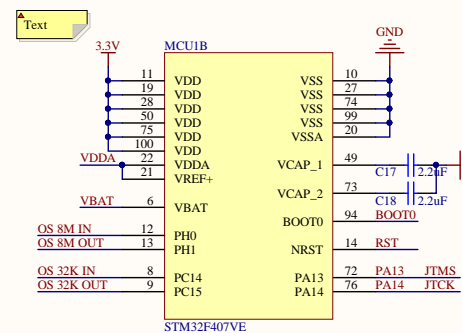 Text
3.3V
MCU1B
GND
11 VDD VSS 10
19 VDD VSS 27
28 VDD VSS 74
50 VDD VSS 99
75 VDD VSSA 20
100 VDD
VDDA 22 VDDA VCAP_1 49 C17 2.2uF
21 VREF+
VCAP_2 73 C18 2.2uF
VBAT 6 VBAT
BOOT0 94 BOOT0
OS 8M IN 12 PH0
OS 8M OUT 13 PH1 NRST 14 RST
OS 32K IN 8 PC14 PA13 72 PA13 JTMS
OS 32K OUT 9 PC15 PA14 76 PA14 JTCK
STM32F407VE